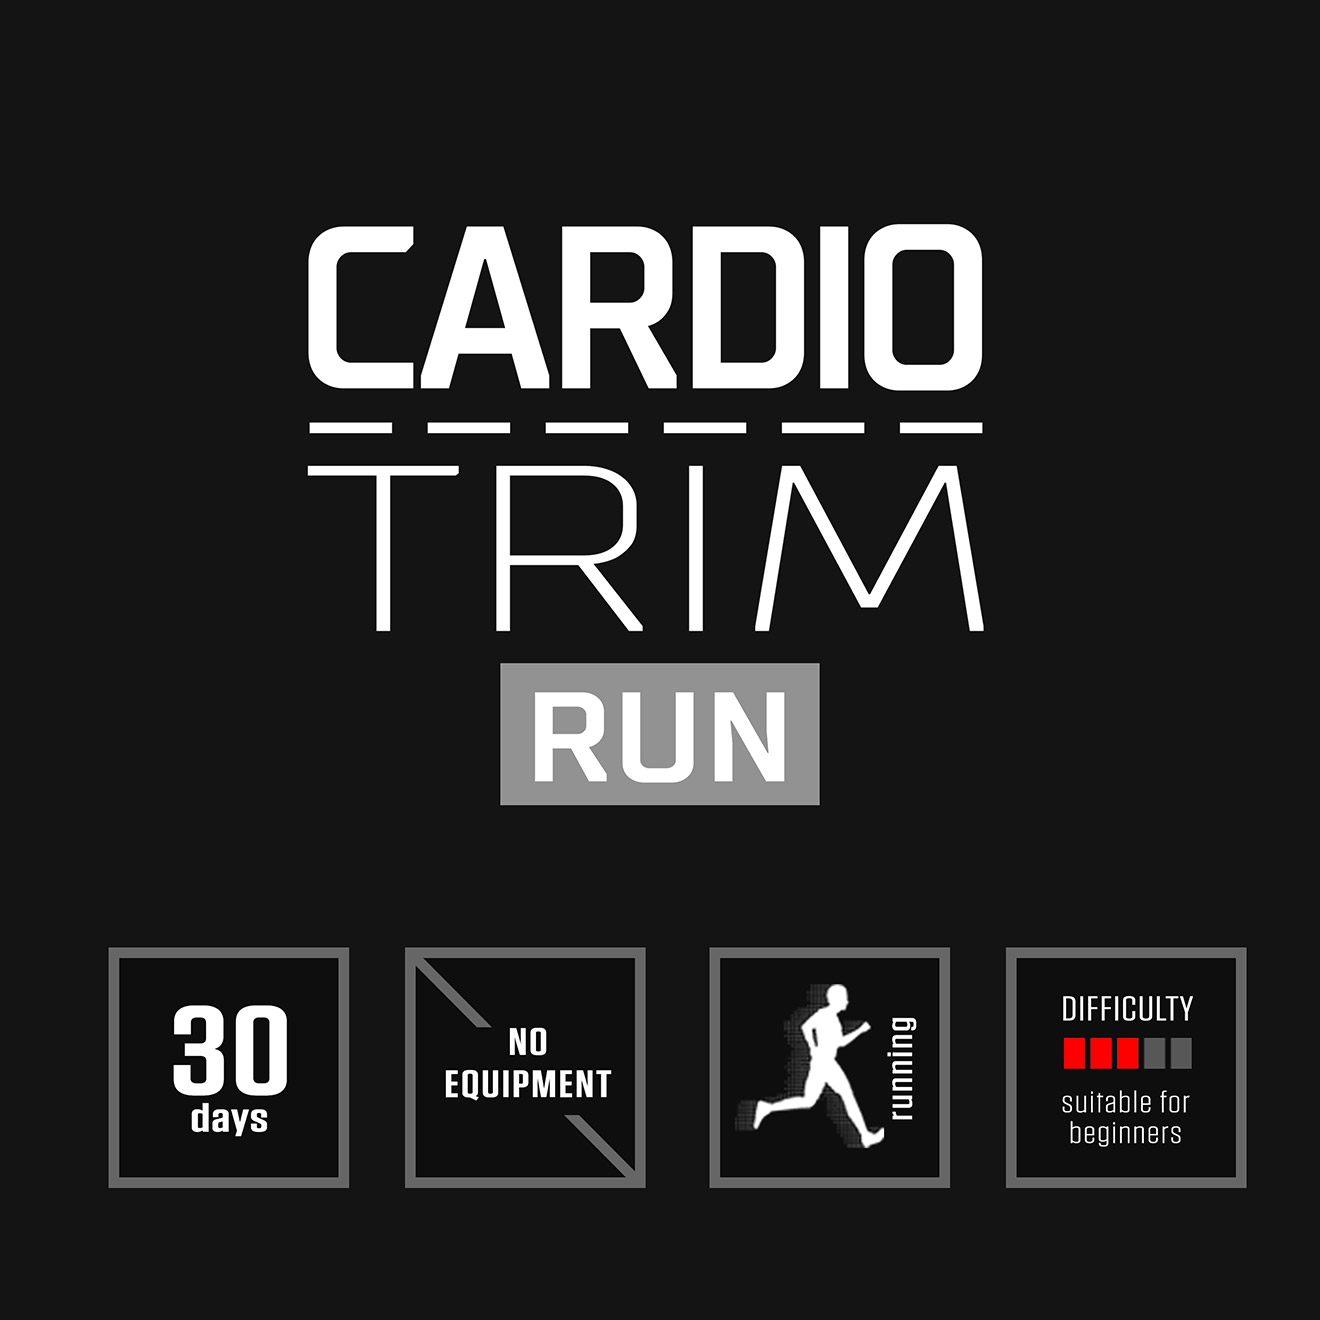 CARDIO
TRIM
RUN
30
days
NO
EQUIPMENT
running
DIFFICULTY
suitable for
beginners